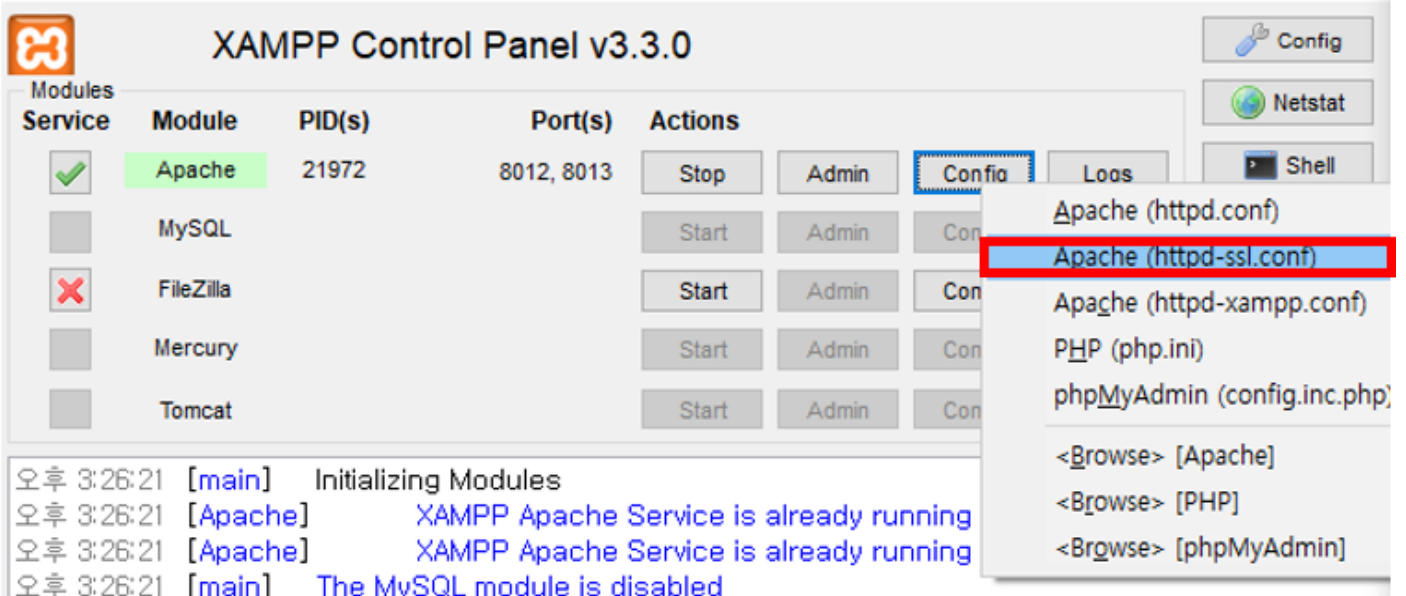 XAMPP Control Panel v3.3.0
Config
Modules
Netstat
Service Module PID(s) Port(s) Actions
Shell
Apache 21972 8012, 8013 Stop Admin Config Logs
MySQL Start Admin Con
FileZilla Start Admin Con
Mercury Start Admin Con
Tomcat Start Admin Con
Apache (httpd.conf)
Apache (httpd-ssl.conf)
Apache (httpd-xampp.conf)
PHP (php.ini)
phpMyAdmin (config.inc.php)
<Browse> [Apache]
<Browse> [PHP]
<Browse> [phpMyAdmin]
오후 3:26:21 [main] Initializing Modules
오후 3:26:21 [Apache] XAMPP Apache Service is already running
오후 3:26:21 [Apache] XAMPP Apache Service is already running
오후 3:26:21 [main] The MySQL module is disabled